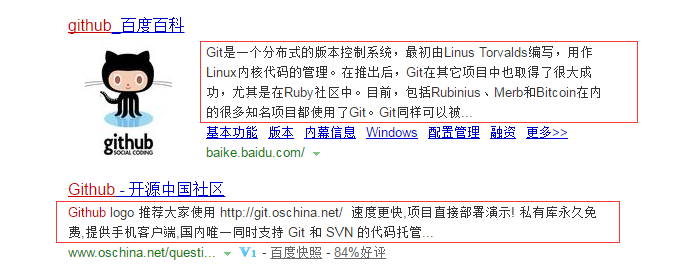 github_百度百科
Git是一个分布式的版本控制系统，最初由Linus Torvalds编写，用作
Linux内核代码的管理。在推出后，Git在其它项目中也取得了很大成
功，尤其是在Ruby社区中。目前，包括Rubinius、Merb和Bitcoin在内
的很多知名项目都使用了Git。Git同样可以被...
github
SOCIAL CODING
基本功能 版本 内幕信息 Windows 配置管理 融资 更多>>
baike.baidu.com/
Github - 开源中国社区
Github logo 推荐大家使用 http://git.oschina.net/ 速度更快,项目直接部署演示! 私有库永久免
费,提供手机客户端,国内唯一同时支持 Git 和 SVN 的代码托管...
www.oschina.net/questi... V1 - 百度快照 - 84%好评